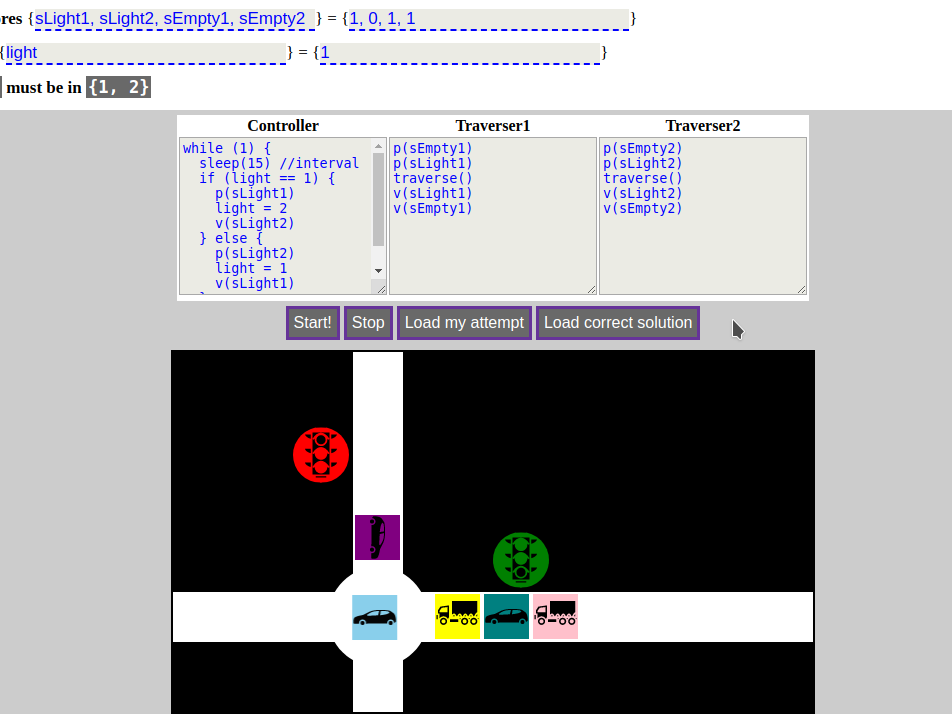 res {sLight1, sLight2, sEmpty1, sEmpty2} = {1, 0, 1, 1}
{light} = {1}
must be in {1, 2}
Controller
while (1) {
  sleep(15) //interval
  if (light == 1) {
    p(sLight1)
    light = 2
    v(sLight2)
  } else {
    p(sLight2)
    light = 1
    v(sLight1)
Traverser1
p(sEmpty1)
p(sLight1)
traverse()
v(sLight1)
v(sEmpty1)
Traverser2
p(sEmpty2)
p(sLight2)
traverse()
v(sLight2)
v(sEmpty2)
Start! Stop Load my attempt Load correct solution